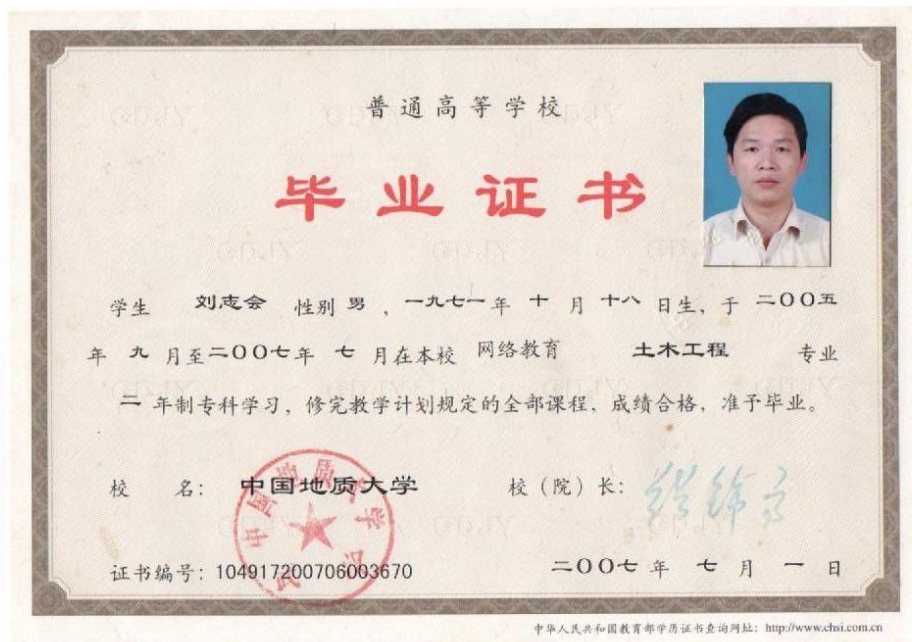 普通高等学校
毕业证书
学生 刘志会 性别 男 ，一九七一 年 十 月 十八 日生，于 二〇〇五
年 九 月至二〇〇七年 七 月在本校 网络教育 土木工程 专业
二 年制专科学习，修完教学计划规定的全部课程，成绩合格，准予毕业。
校 名： 中国地质大学 校（院）长：
证书编号：104917200706003670 二〇〇七 年 七 月 一 日
中华人民共和国教育部学历证书查询网址：http://www.chsi.com.cn